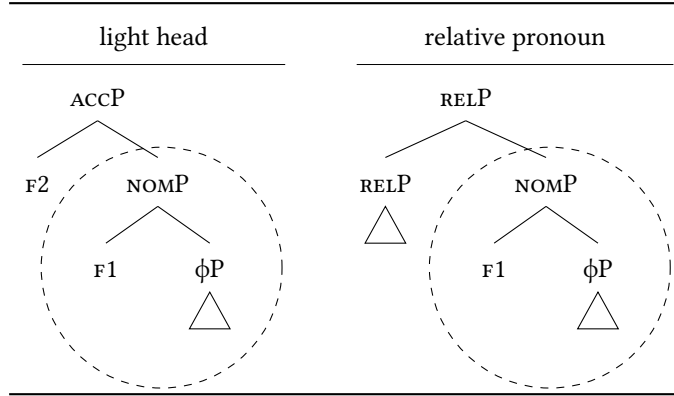 light head relative pronoun
ACCP RELP
F2 NOMP RELP NOMP
F1 ϕP F1 ϕP